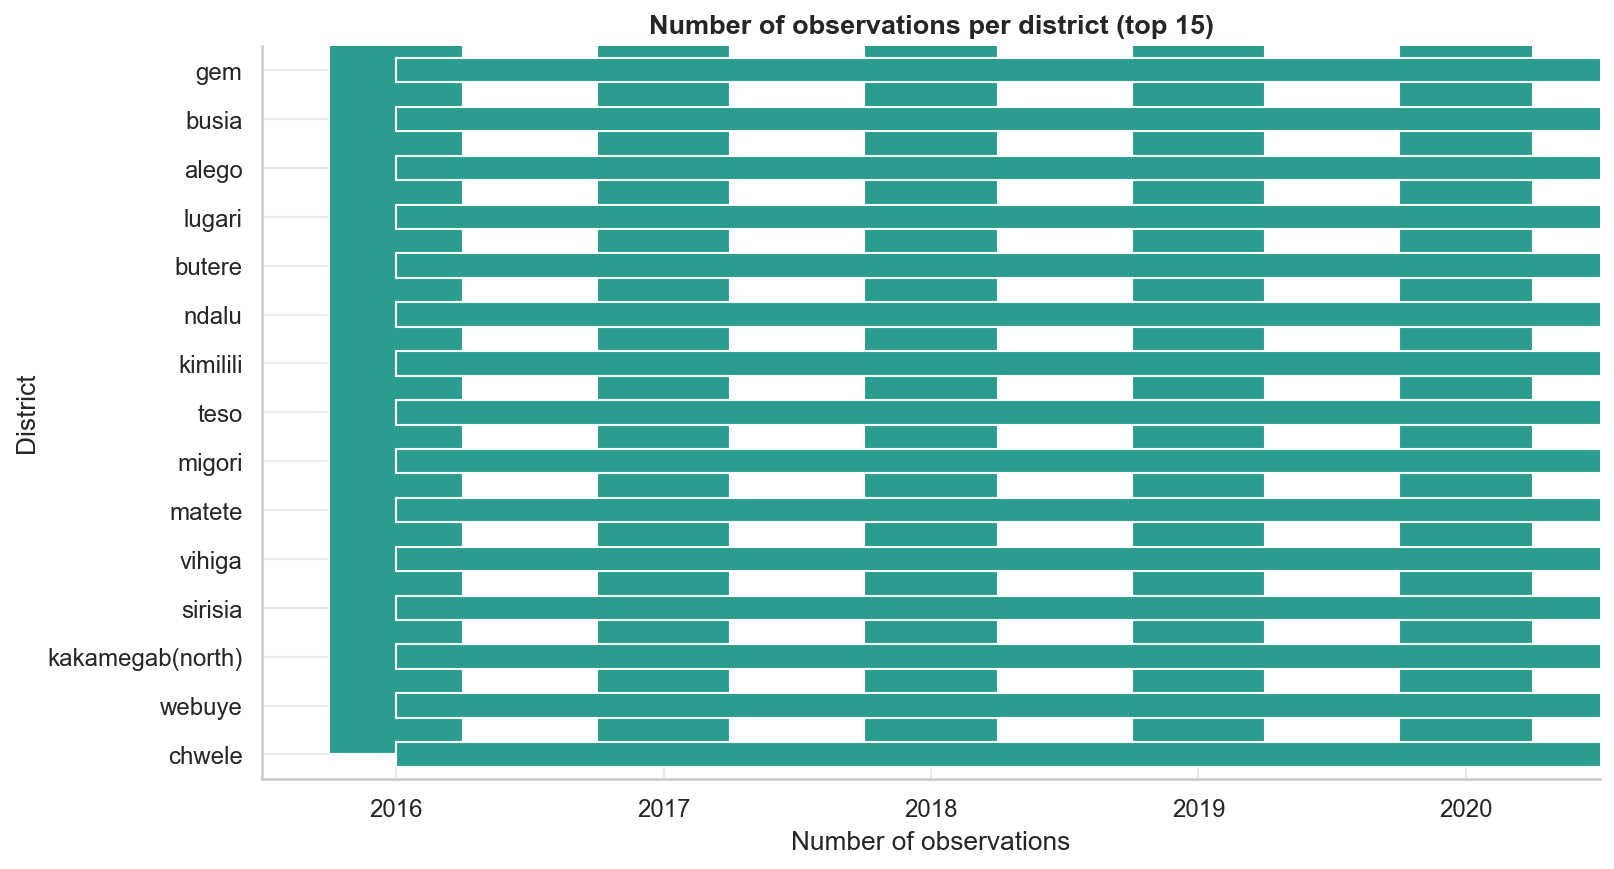 Number of observations per district (top 15)
gem
busia
alego
lugari
butere
ndalu
kimilili
teso
migori
matete
vihiga
sirisia
kakamegab(north)
webuye
chwele
District
2016 2017 2018 2019 2020
Number of observations